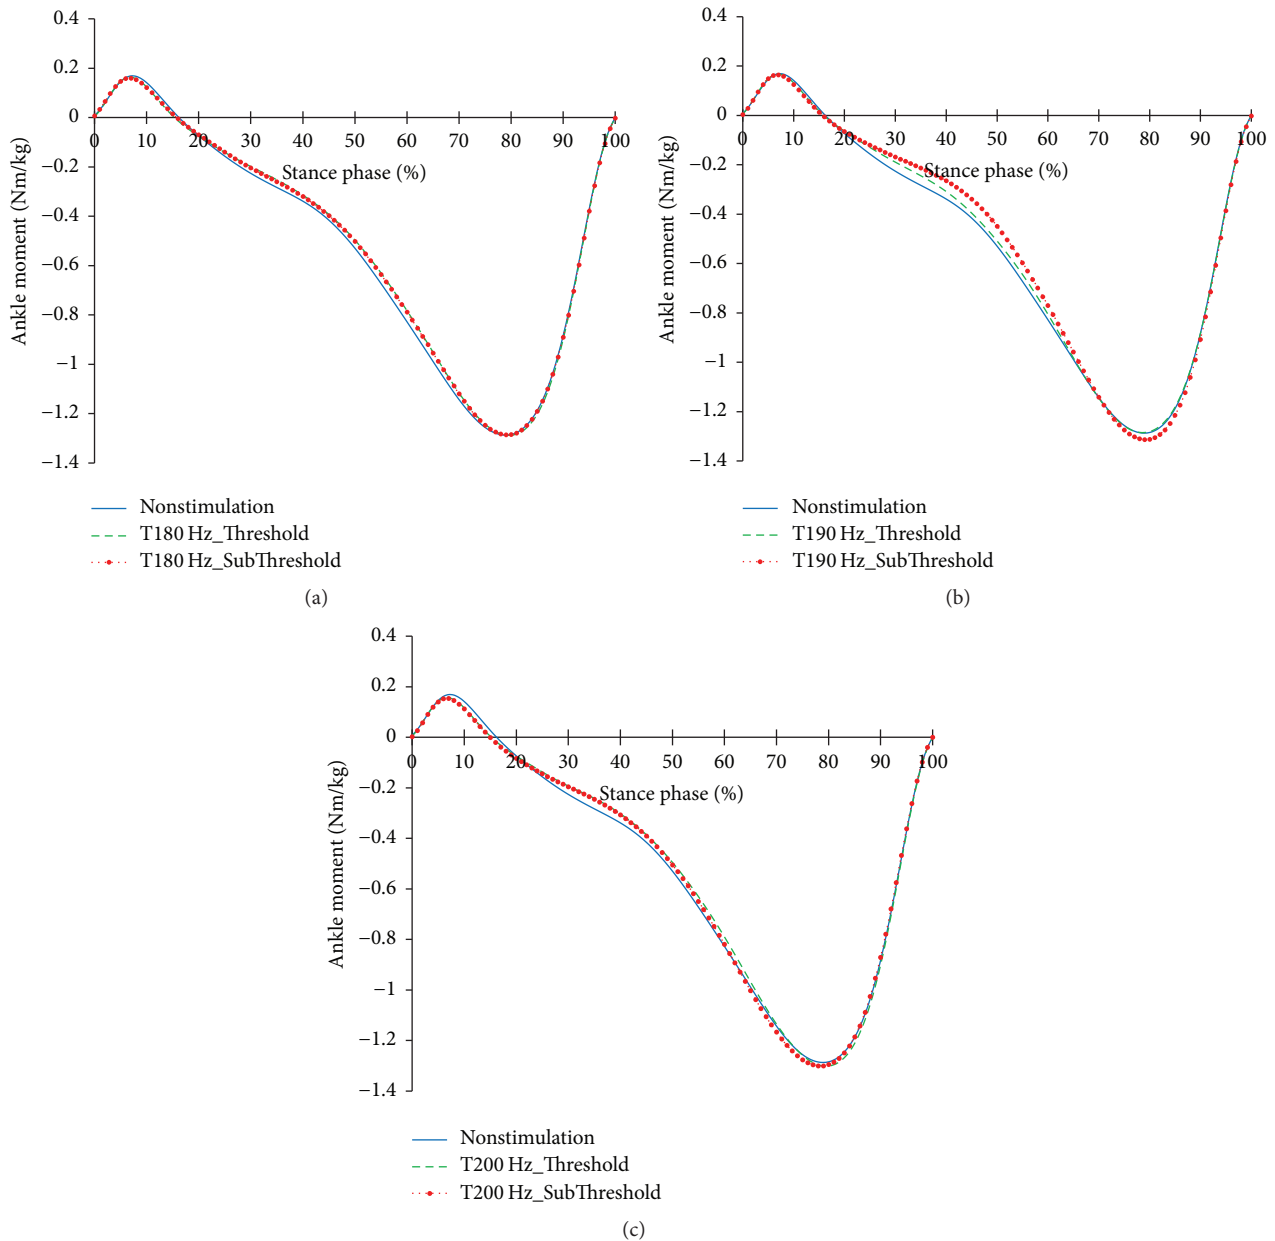 0.4
0.2
0
−0.2
−0.4
−0.6
−0.8
−1
−1.2
−1.4
Ankle moment (Nm/kg)
0 10 20 30 40 50 60 70 80 90 100
Stance phase (%)
Nonstimulation
T180 Hz_Threshold
T180 Hz_SubThreshold
(a)
0.4
0.2
0
−0.2
−0.4
−0.6
−0.8
−1
−1.2
−1.4
Ankle moment (Nm/kg)
0 10 20 30 40 50 60 70 80 90 100
Stance phase (%)
Nonstimulation
T190 Hz_Threshold
T190 Hz_SubThreshold
(b)
0.4
0.2
0
−0.2
−0.4
−0.6
−0.8
−1
−1.2
−1.4
Ankle moment (Nm/kg)
0 10 20 30 40 50 60 70 80 90 100
Stance phase (%)
Nonstimulation
T200 Hz_Threshold
T200 Hz_SubThreshold
(c)